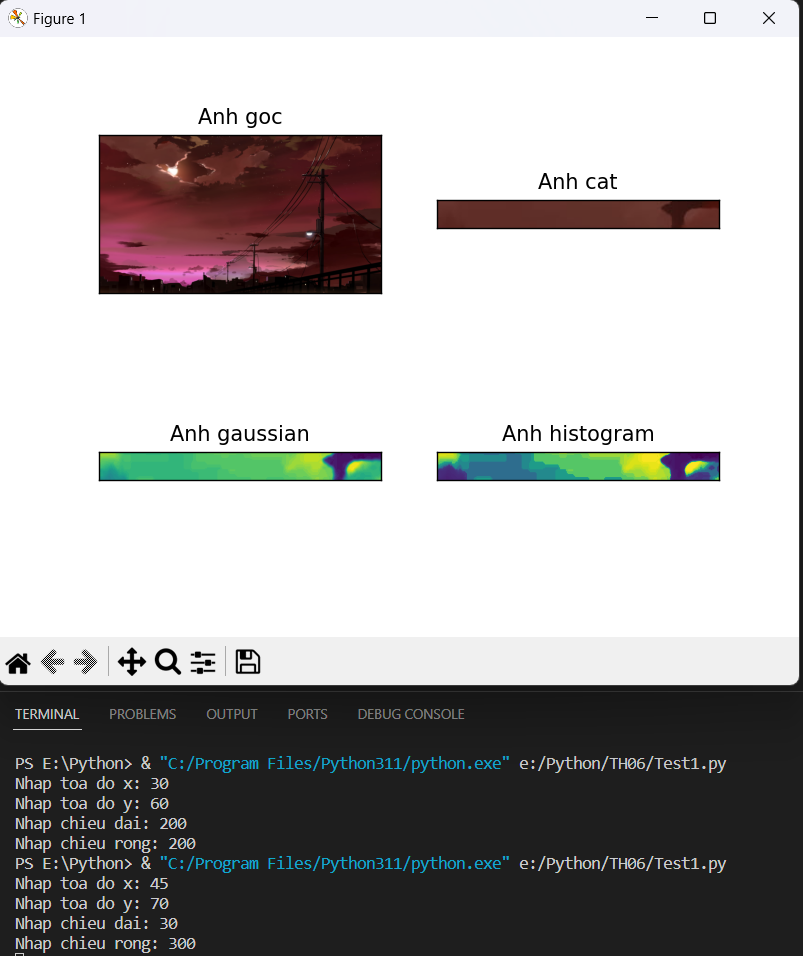 Figure 1
Anh goc
Anh cat
Anh gaussian
Anh histogram
TERMINAL PROBLEMS OUTPUT PORTS DEBUG CONSOLE
PS E:\Python> & "C:/Program Files/Python311/python.exe" e:/Python/TH06/Test1.py
Nhap toa do x: 30
Nhap toa do y: 60
Nhap chieu dai: 200
Nhap chieu rong: 200
PS E:\Python> & "C:/Program Files/Python311/python.exe" e:/Python/TH06/Test1.py
Nhap toa do x: 45
Nhap toa do y: 70
Nhap chieu dai: 30
Nhap chieu rong: 300